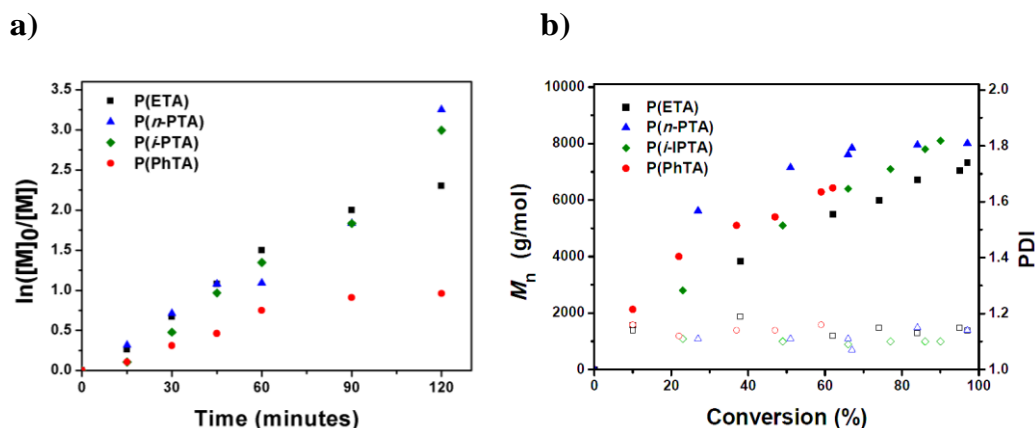 a)
b)
3.5
3.0
2.5
2.0
1.5
1.0
0.5
0.0
0
30
60
90
120
ln([M]0/[M])
Time (minutes)
P(ETA)
P(n-PTA)
P(i-PTA)
P(PhTA)
10000
8000
6000
4000
2000
0
0
20
40
60
80
100
Mn (g/mol)
Conversion (%)
P(ETA)
P(n-PTA)
P(i-IPTA)
P(PhTA)
2.0
1.8
1.6
1.4
1.2
1.0
PDI